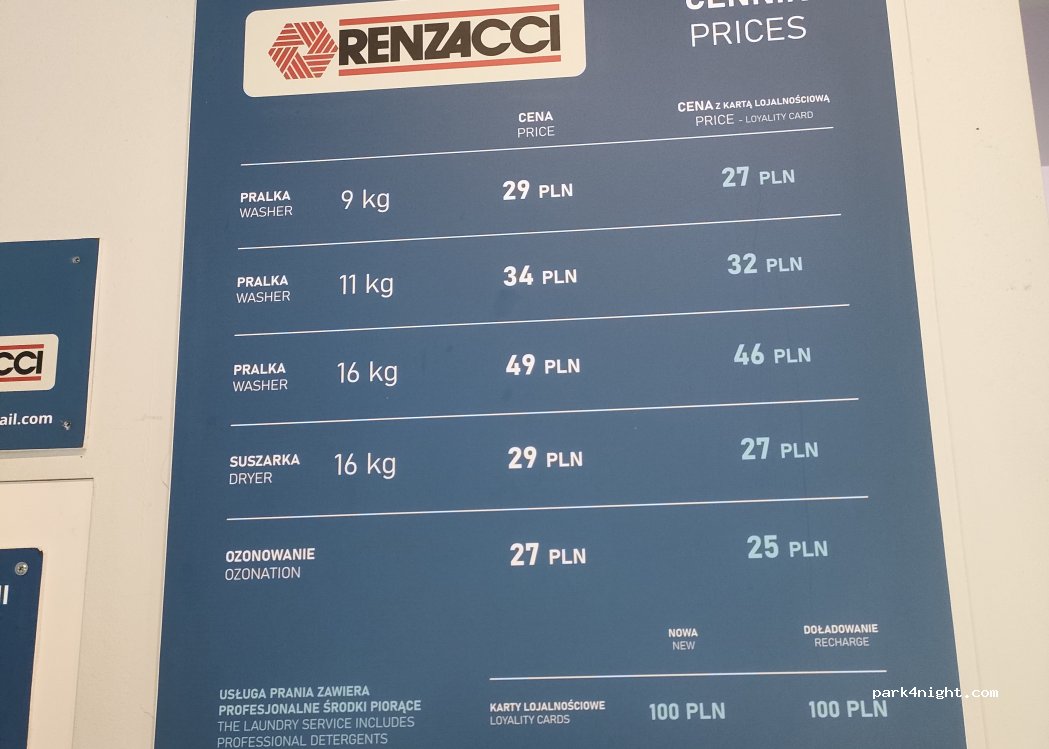 RENZACCI
PRICES
CENA
PRICE
CENA Z KARTĄ LOJALNOŚCIOWĄ
PRICE - LOYALITY CARD
PRALKA
WASHER
9 kg
29 PLN
27 PLN
PRALKA
WASHER
11 kg
34 PLN
32 PLN
PRALKA
WASHER
16 kg
49 PLN
46 PLN
SUSZARKA
DRYER
16 kg
29 PLN
27 PLN
OZONOWANIE
OZONATION
27 PLN
25 PLN
NOWA
NEW
DOŁADOWANIE
RECHARGE
USŁUGA PRANIA ZAWIERA
PROFESJONALNE ŚRODKI PIORĄCE
THE LAUNDRY SERVICE INCLUDES
PROFESSIONAL DETERGENTS
KARTY LOJALNOŚCIOWE
LOYALITY CARDS
100 PLN
100 PLN
park4night.com